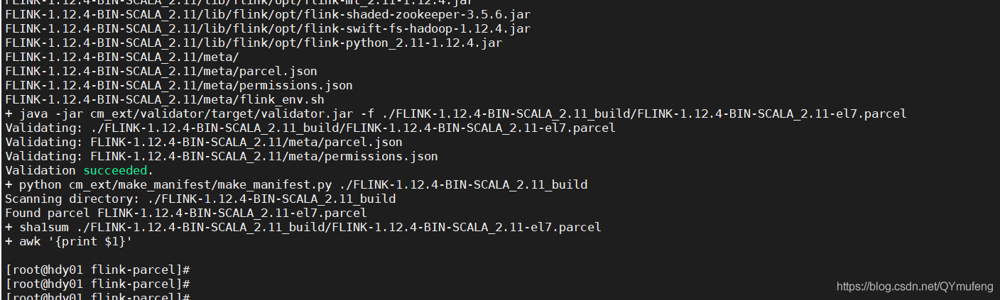 FLINK-1.12.4-BIN-SCALA_2.11/lib/flink/opt/flink-ml_2.11-1.12.4.jar
FLINK-1.12.4-BIN-SCALA_2.11/lib/flink/opt/flink-shaded-zookeeper-3.5.6.jar
FLINK-1.12.4-BIN-SCALA_2.11/lib/flink/opt/flink-swift-fs-hadoop-1.12.4.jar
FLINK-1.12.4-BIN-SCALA_2.11/lib/flink/opt/flink-python_2.11-1.12.4.jar
FLINK-1.12.4-BIN-SCALA_2.11/meta/
FLINK-1.12.4-BIN-SCALA_2.11/meta/parcel.json
FLINK-1.12.4-BIN-SCALA_2.11/meta/permissions.json
FLINK-1.12.4-BIN-SCALA_2.11/meta/flink_env.sh
+ java -jar cm_ext/validator/target/validator.jar -f ./FLINK-1.12.4-BIN-SCALA_2.11_build/FLINK-1.12.4-BIN-SCALA_2.11-el7.parcel
Validating: ./FLINK-1.12.4-BIN-SCALA_2.11_build/FLINK-1.12.4-BIN-SCALA_2.11-el7.parcel
Validating: FLINK-1.12.4-BIN-SCALA_2.11/meta/parcel.json
Validating: FLINK-1.12.4-BIN-SCALA_2.11/meta/permissions.json
Validation succeeded.
+ python cm_ext/make_manifest/make_manifest.py ./FLINK-1.12.4-BIN-SCALA_2.11_build
Scanning directory: ./FLINK-1.12.4-BIN-SCALA_2.11_build
Found parcel FLINK-1.12.4-BIN-SCALA_2.11-el7.parcel
+ sha1sum ./FLINK-1.12.4-BIN-SCALA_2.11_build/FLINK-1.12.4-BIN-SCALA_2.11-el7.parcel
+ awk '{print $1}'
[root@hdy01 flink-parcel]#
[root@hdy01 flink-parcel]#
[root@hdy01 flink-parcel]#
https://blog.csdn.net/QYmufeng